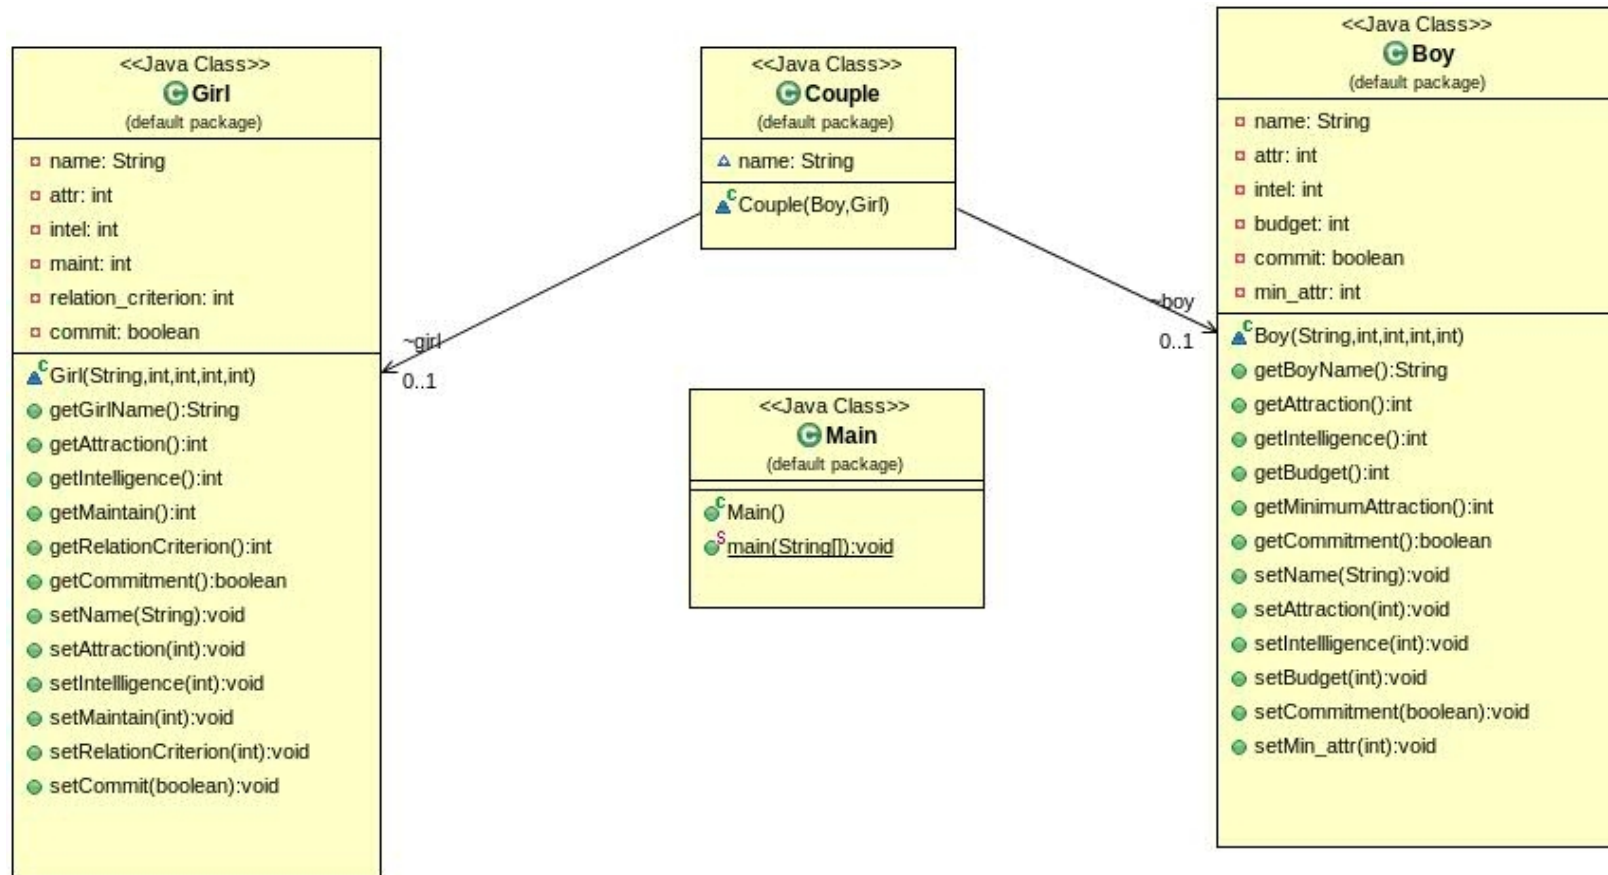 <<Java Class>>
Girl
(default package)
name: String
attr: int
intel: int
maint: int
relation_criterion: int
commit: boolean
Girl(String,int,int,int,int)
getGirlName():String
getAttraction():int
getIntelligence():int
getMaintain():int
getRelationCriterion():int
getCommitment():boolean
setName(String):void
setAttraction(int):void
setIntellligence(int):void
setMaintain(int):void
setRelationCriterion(int):void
setCommit(boolean):void
~girl
0..1
<<Java Class>>
Couple
(default package)
name: String
Couple(Boy,Girl)
<<Java Class>>
Main
(default package)
Main()
main(String[]):void
~boy
0..1
<<Java Class>>
Boy
(default package)
name: String
attr: int
intel: int
budget: int
commit: boolean
min_attr: int
Boy(String,int,int,int,int)
getBoyName():String
getAttraction():int
getIntelligence():int
getBudget():int
getMinimumAttraction():int
getCommitment():boolean
setName(String):void
setAttraction(int):void
setIntellligence(int):void
setBudget(int):void
setCommitment(boolean):void
setMin_attr(int):void